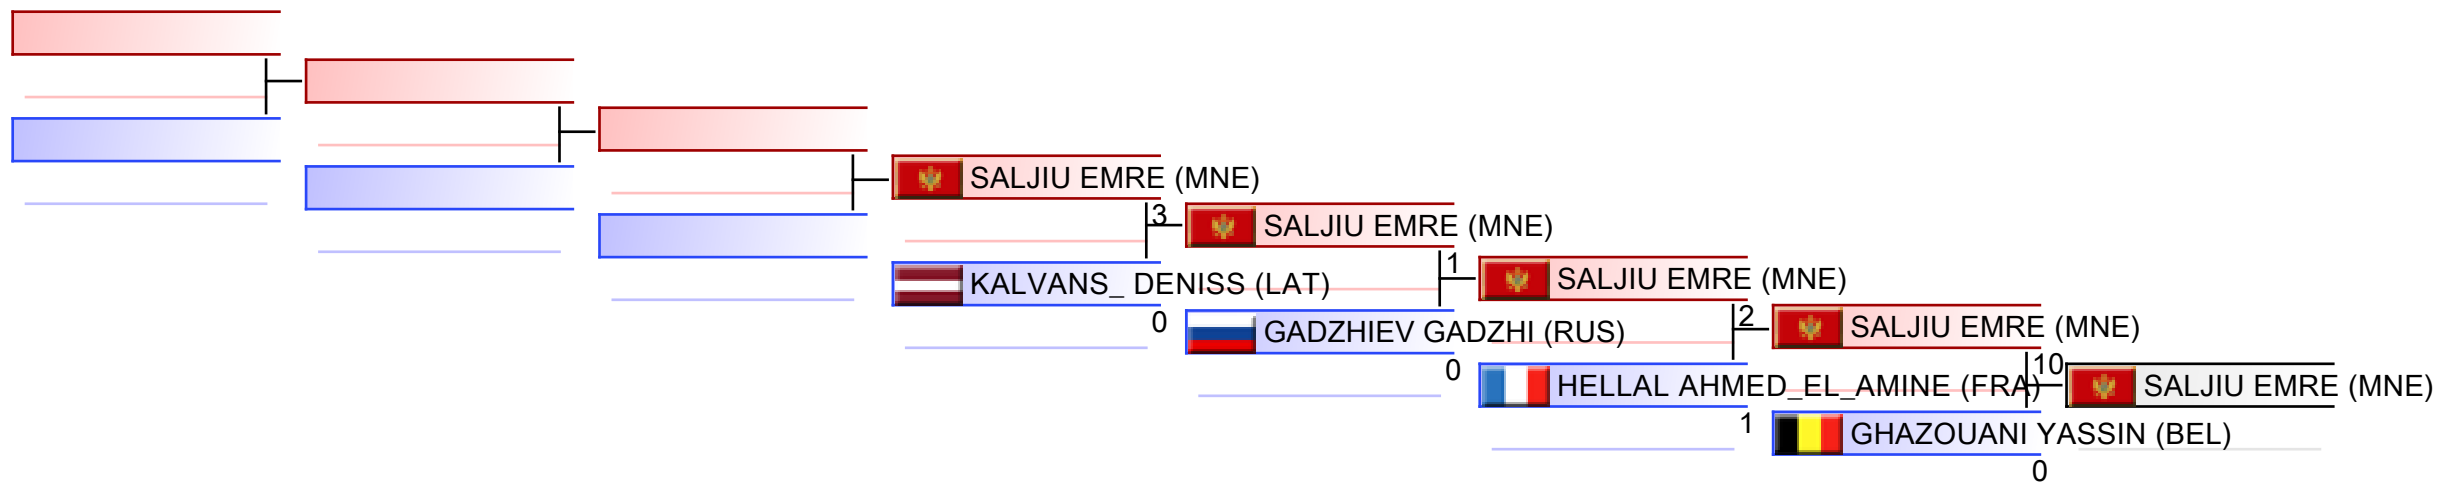 SALJIU EMRE (MNE)
3
SALJIU EMRE (MNE)
KALVANS_ DENISS (LAT)
0
1
SALJIU EMRE (MNE)
GADZHIEV GADZHI (RUS)
0
2
SALJIU EMRE (MNE)
HELLAL AHMED_EL_AMINE (FRA)
1
10
SALJIU EMRE (MNE)
GHAZOUANI YASSIN (BEL)
0